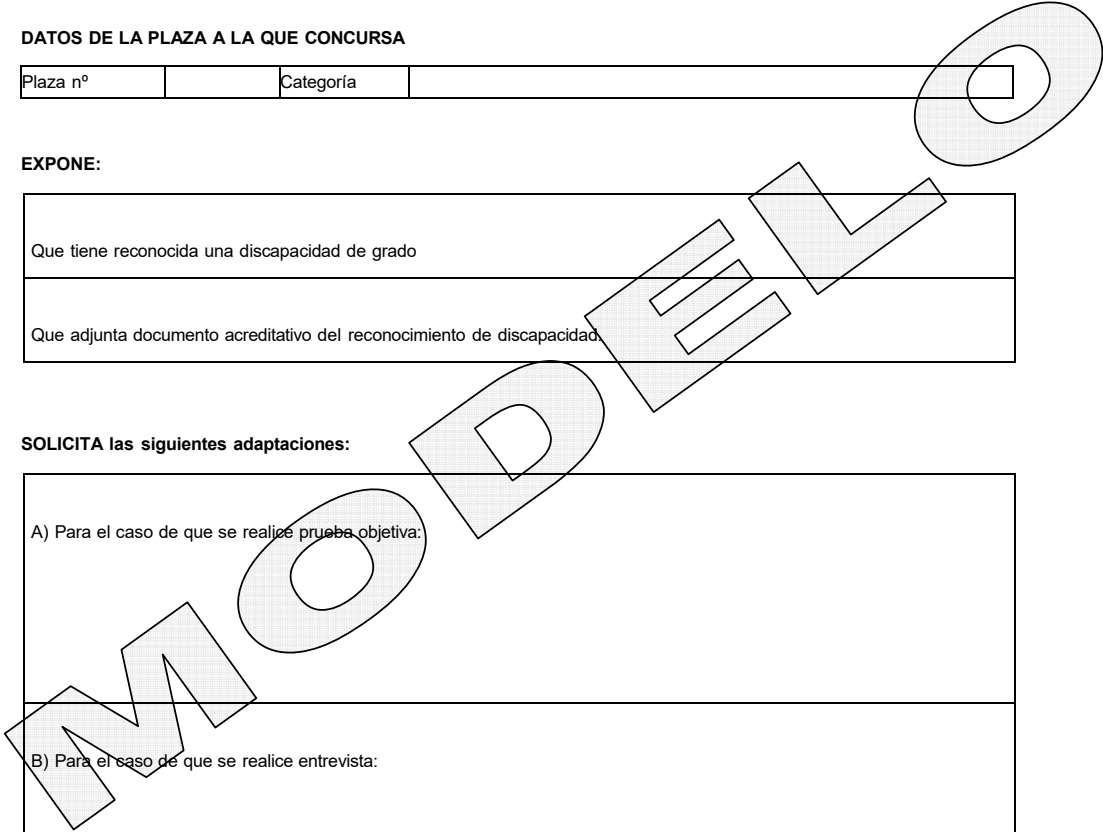 DATOS DE LA PLAZA A LA QUE CONCURSA
Plaza nº Categoría
EXPONE:
Que tiene reconocida una discapacidad de grado
Que adjunta documento acreditativo del reconocimiento de discapacidad.
SOLICITA las siguientes adaptaciones:
A) Para el caso de que se realice prueba objetiva:
B) Para el caso de que se realice entrevista:
MODELO